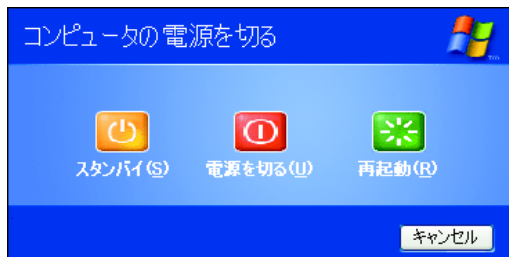 コンピュータの電源を切る
tm
スタンバイ(S)
電源を切る(U)
再起動(R)
キャンセル